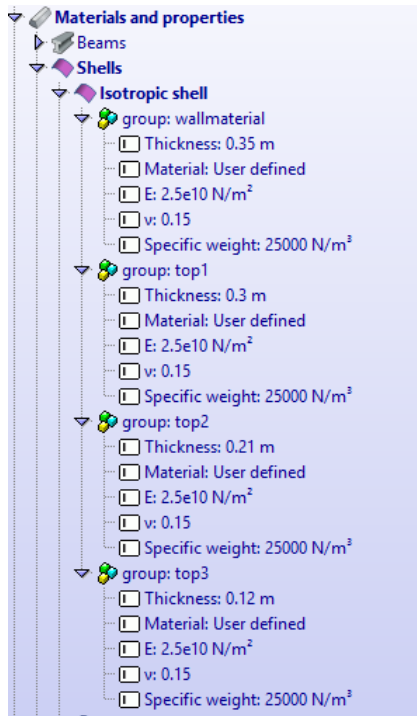 Materials and properties
Beams
Shells
Isotropic shell
group: wallmaterial
Thickness: 0.35 m
Material: User defined
E: 2.5e10 N/m²
ν: 0.15
Specific weight: 25000 N/m³
group: top1
Thickness: 0.3 m
Material: User defined
E: 2.5e10 N/m²
ν: 0.15
Specific weight: 25000 N/m³
group: top2
Thickness: 0.21 m
Material: User defined
E: 2.5e10 N/m²
ν: 0.15
Specific weight: 25000 N/m³
group: top3
Thickness: 0.12 m
Material: User defined
E: 2.5e10 N/m²
ν: 0.15
Specific weight: 25000 N/m³